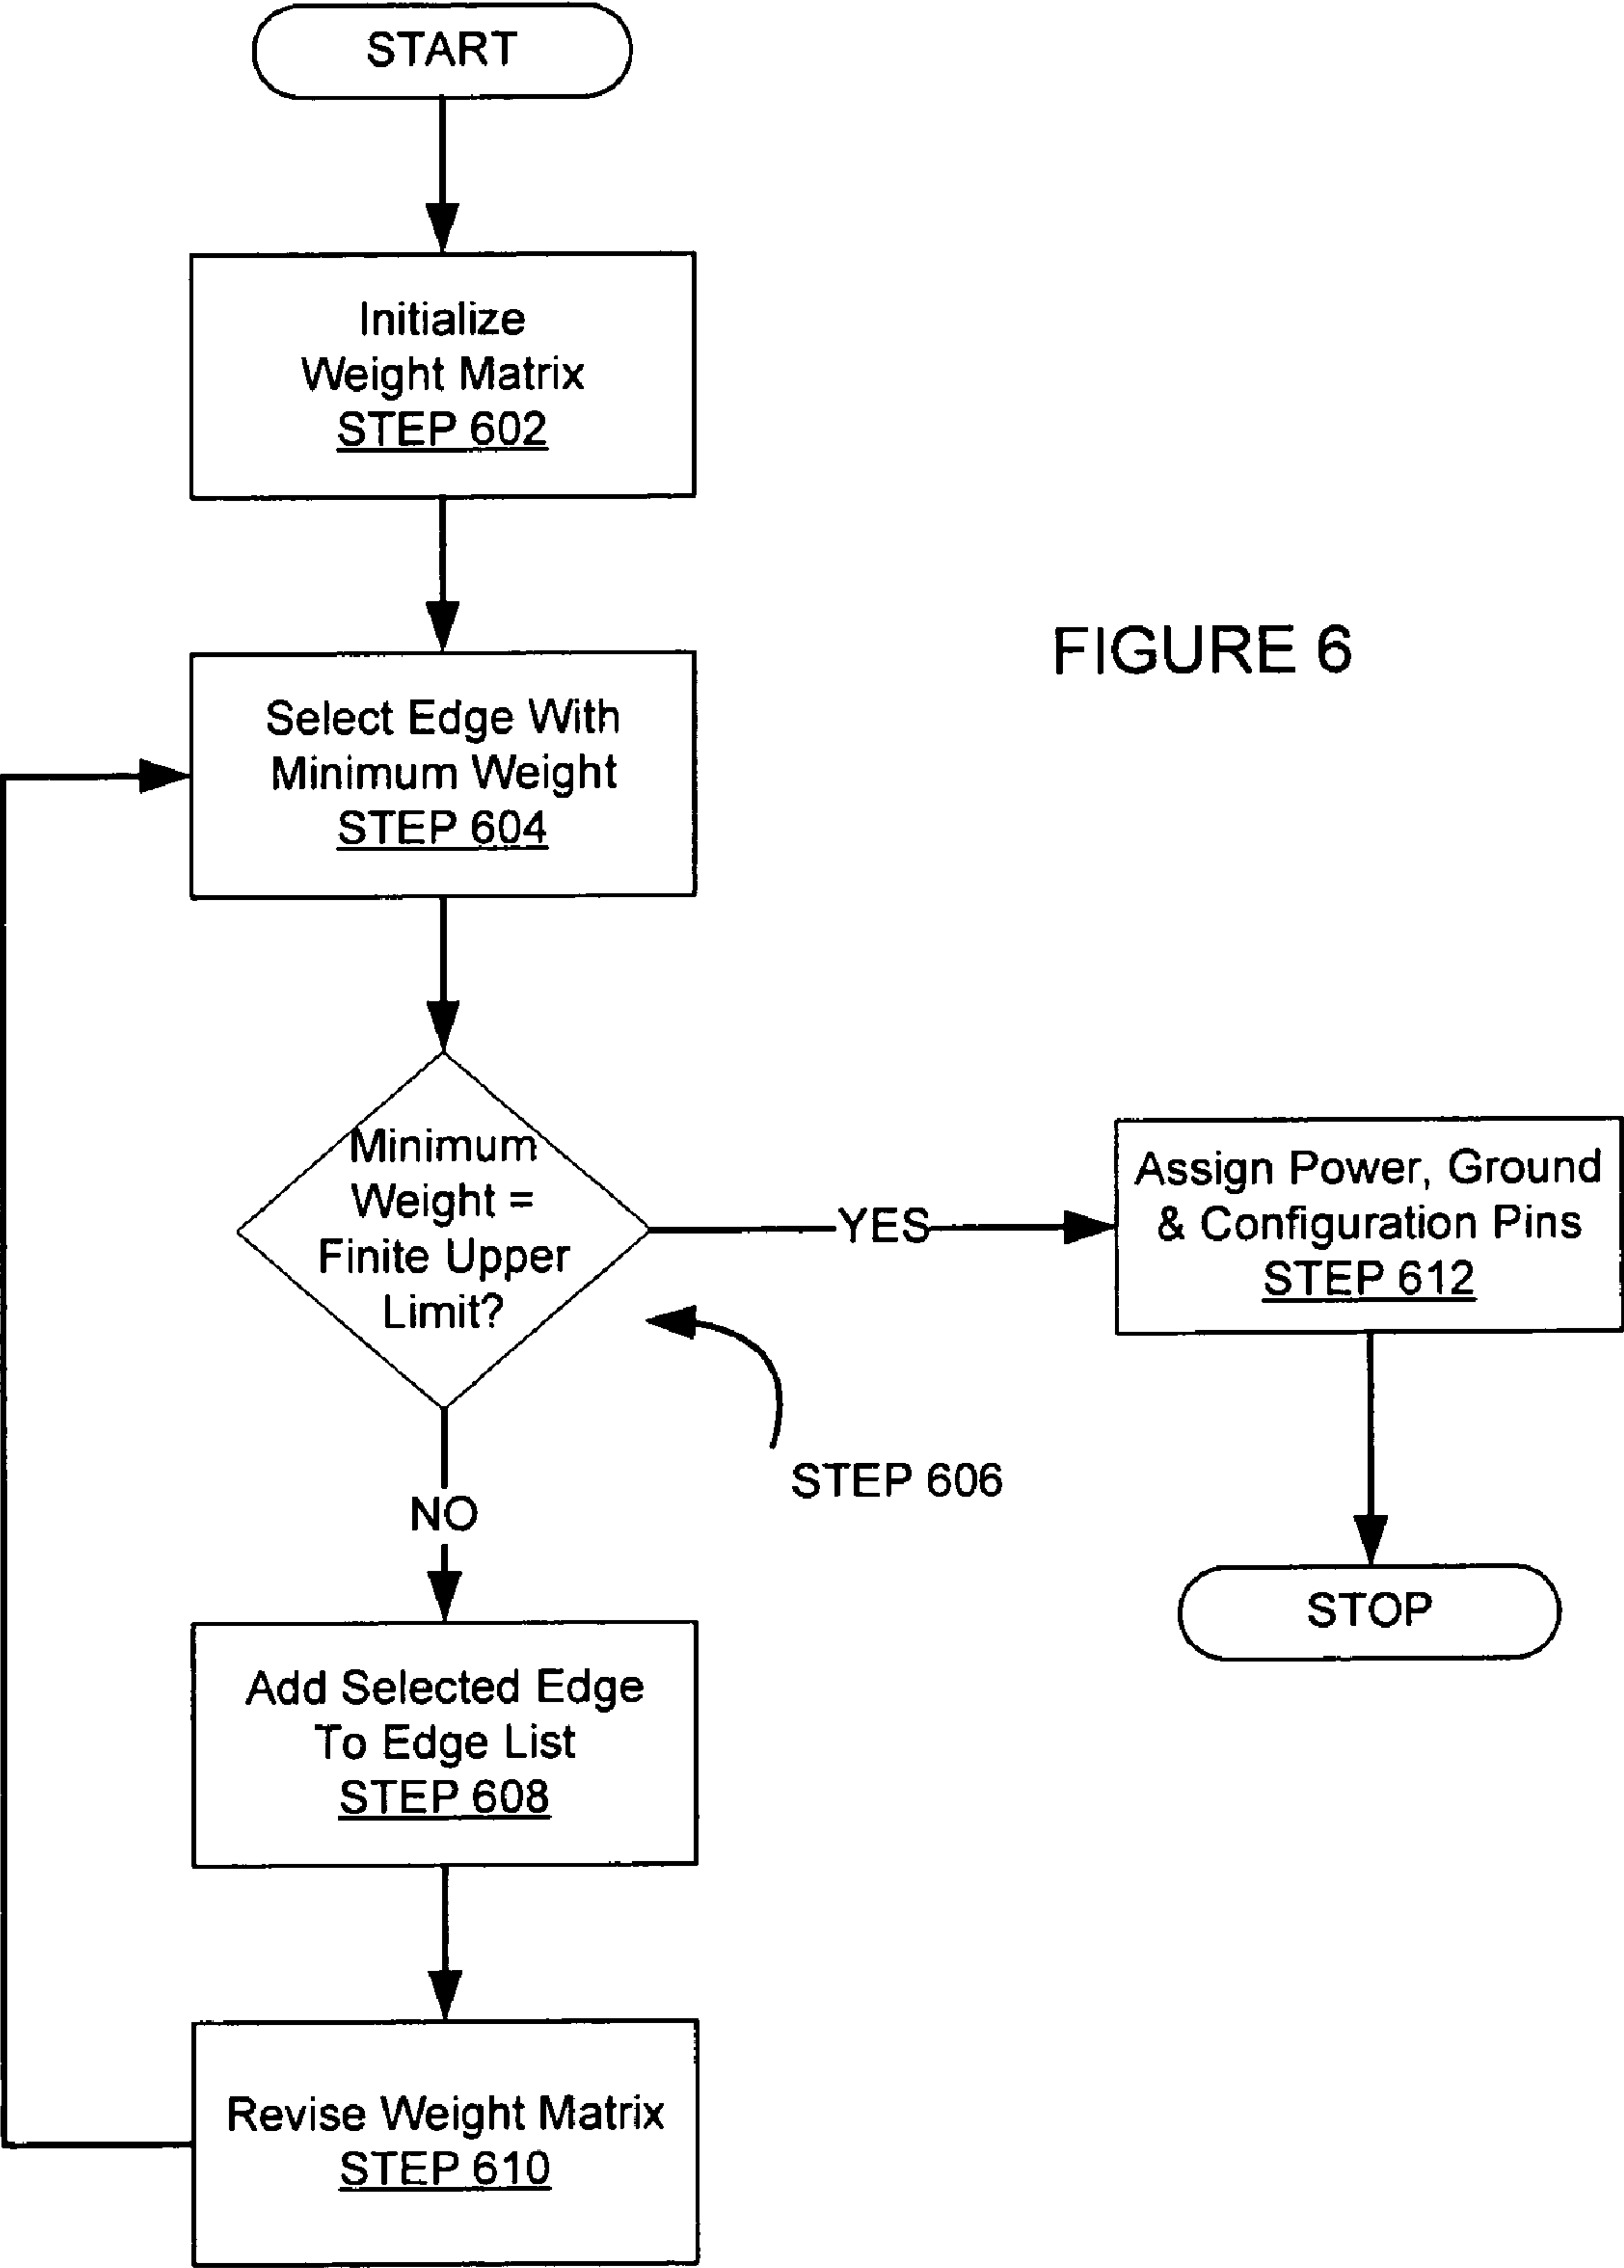 START
Initialize
Weight Matrix
STEP 602
FIGURE 6
Select Edge With
Minimum Weight
STEP 604
Minimum
Weight =
Finite Upper
Limit?
YES
Assign Power, Ground
& Configuration Pins
STEP 612
STEP 606
NO
STOP
Add Selected Edge
To Edge List
STEP 608
Revise Weight Matrix
STEP 610